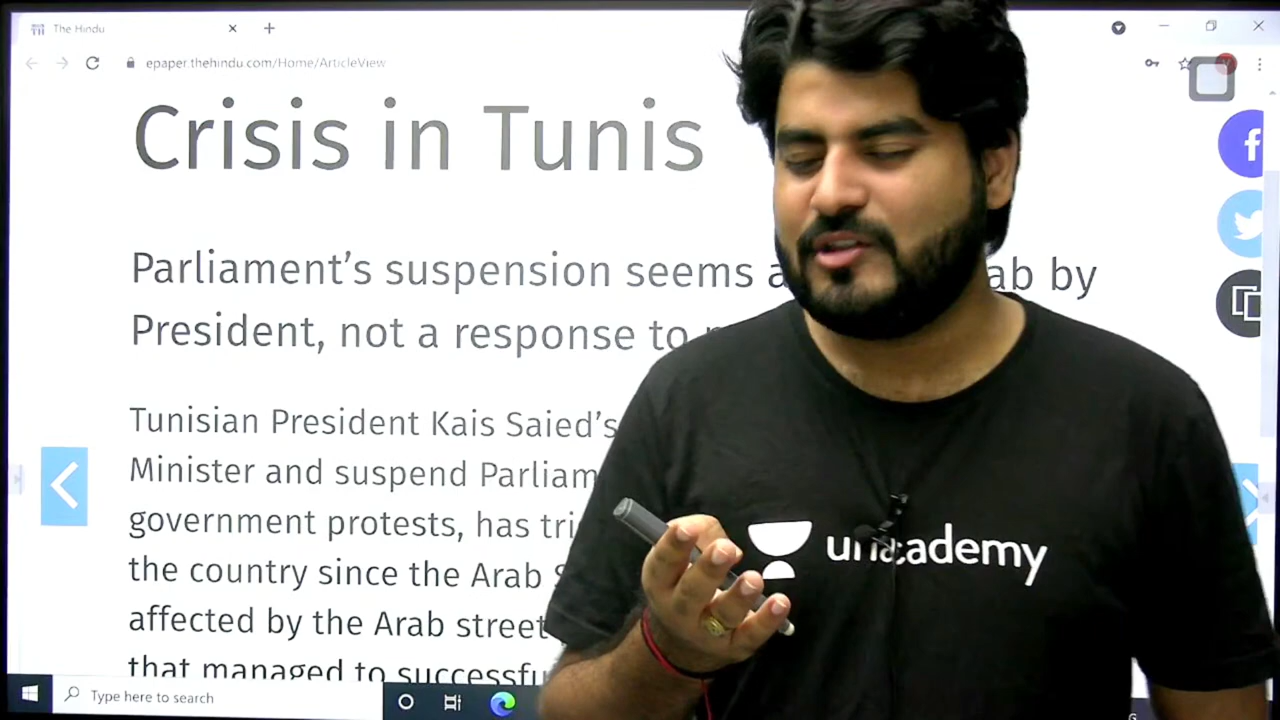 The Hindu
epaper.thehindu.com/Home/ArticleView
Crisis in Tunis
Parliament's suspension seems a ab by
President, not a response to
Tunisian President Kais Saied's
Minister and suspend Parliam
government protests, has tri
the country since the Arab S
affected by the Arab street
that managed to successfu
unacademy
Type here to search